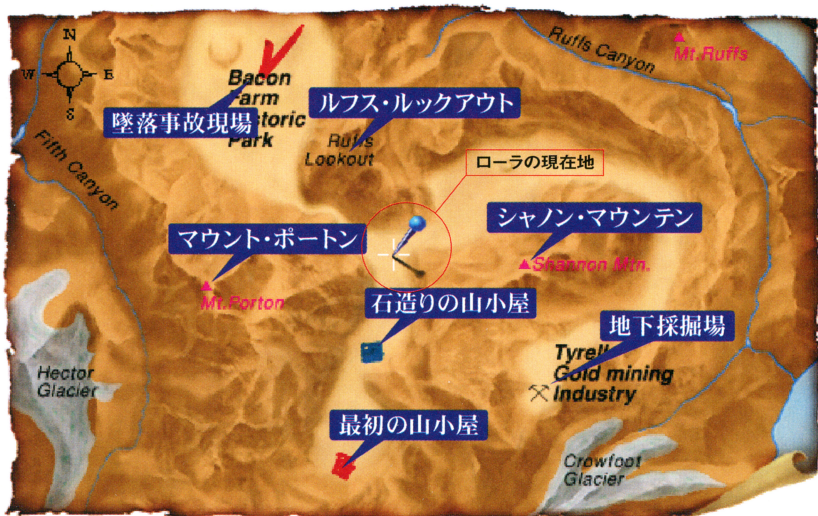 N
W E
S
Bacon
Farm
storic
Park
墜落事故現場
ルフス・ルックアウト
Ruffs
Lookout
Ruffs Canyon
Mt.Ruffs
Fifth Canyon
ローラの現在地
マウント・ポートン
Mt.Porton
シャノン・マウンテン
Shannon Mtn.
石造りの山小屋
地下採掘場
Tyrell
Gold mining
Industry
Hector
Glacier
最初の山小屋
Crowfoot
Glacier